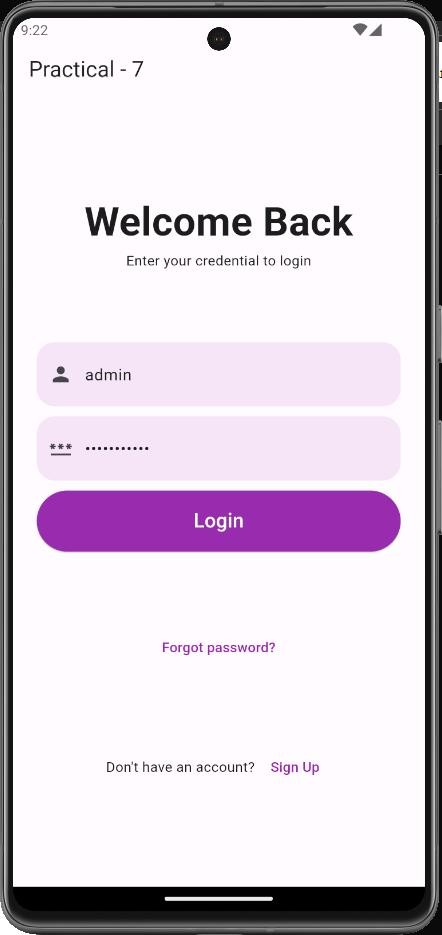 9:22
Practical - 7
Welcome Back
Enter your credential to login
admin
•••••••••••
Login
Forgot password?
Don't have an account? Sign Up